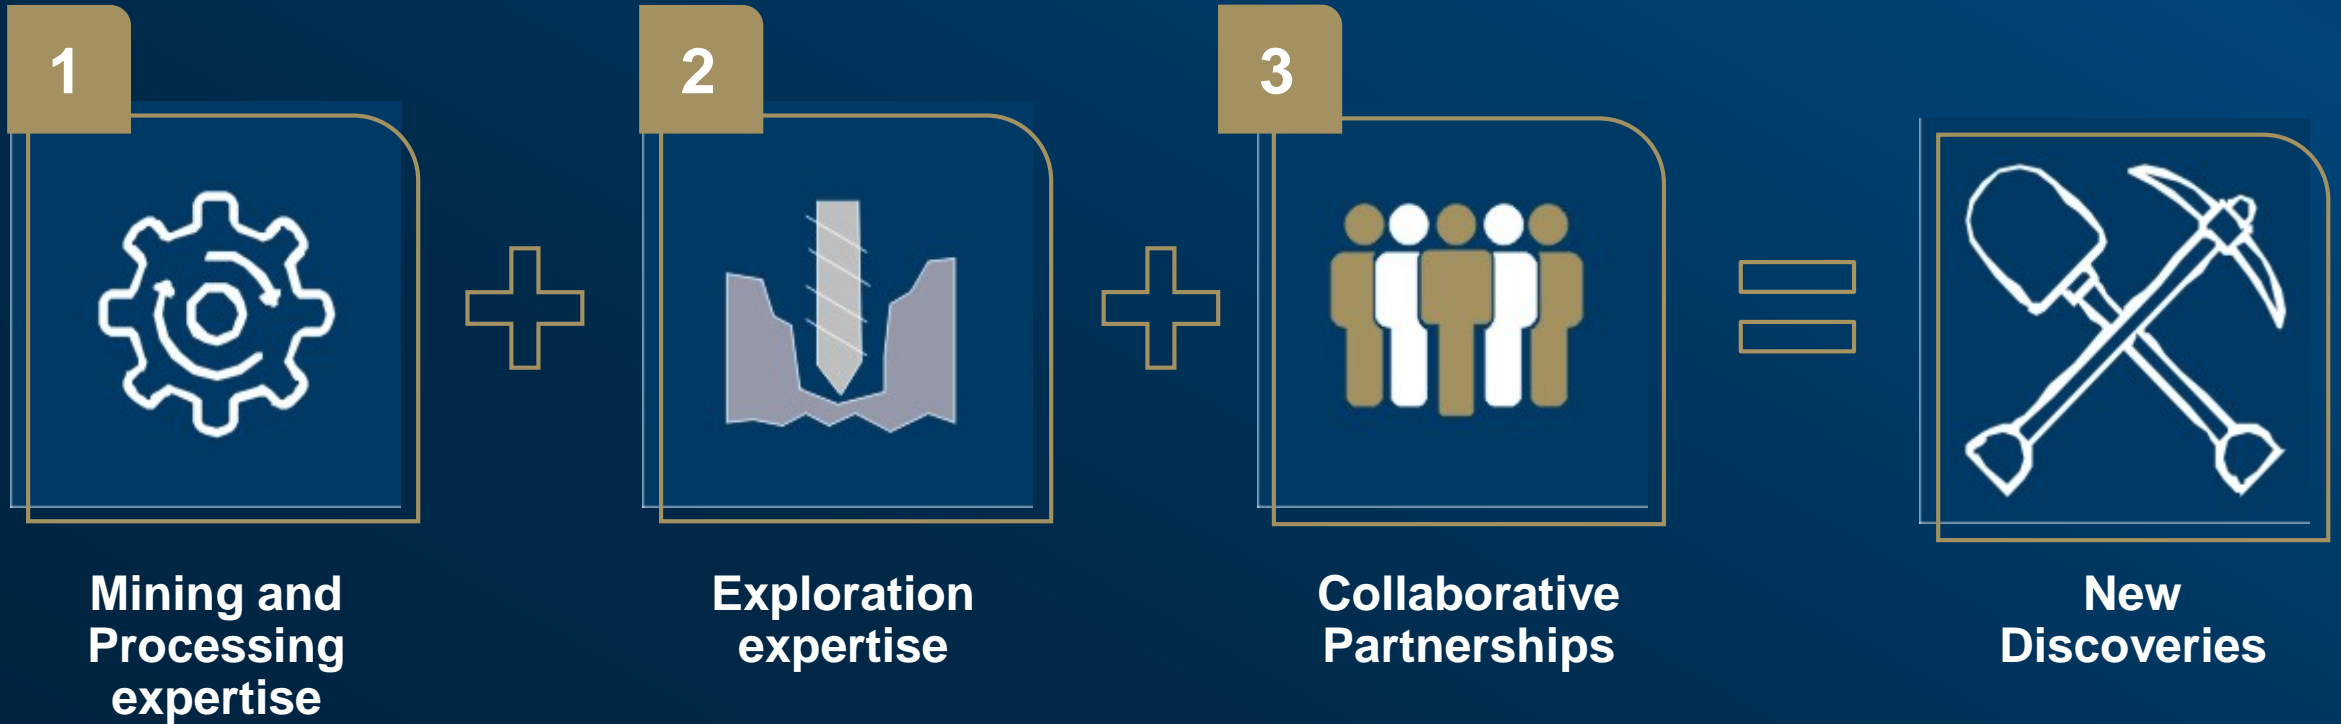 1
Mining and
Processing
expertise
2
Exploration
expertise
3
Collaborative
Partnerships
New
Discoveries